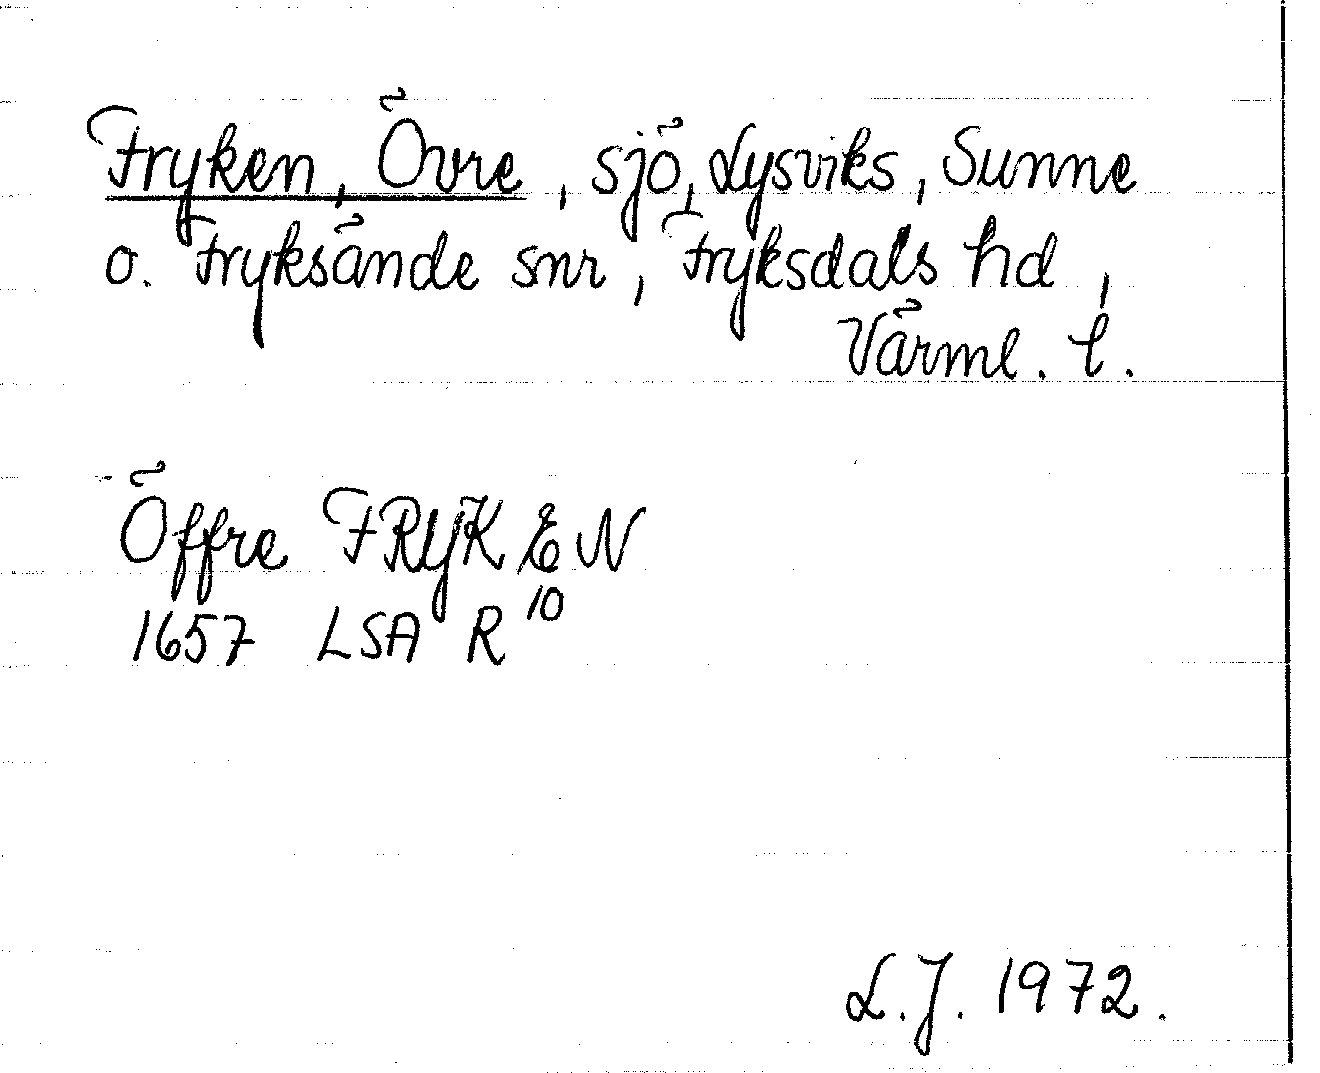 Fryken, Övre, sjö, Lysviks, Sunne
o. Fryksände snr, Fryksdals hd,
Värml. l.
Öffre FRYKEN
1657 LSA R 10
L.J. 1972.